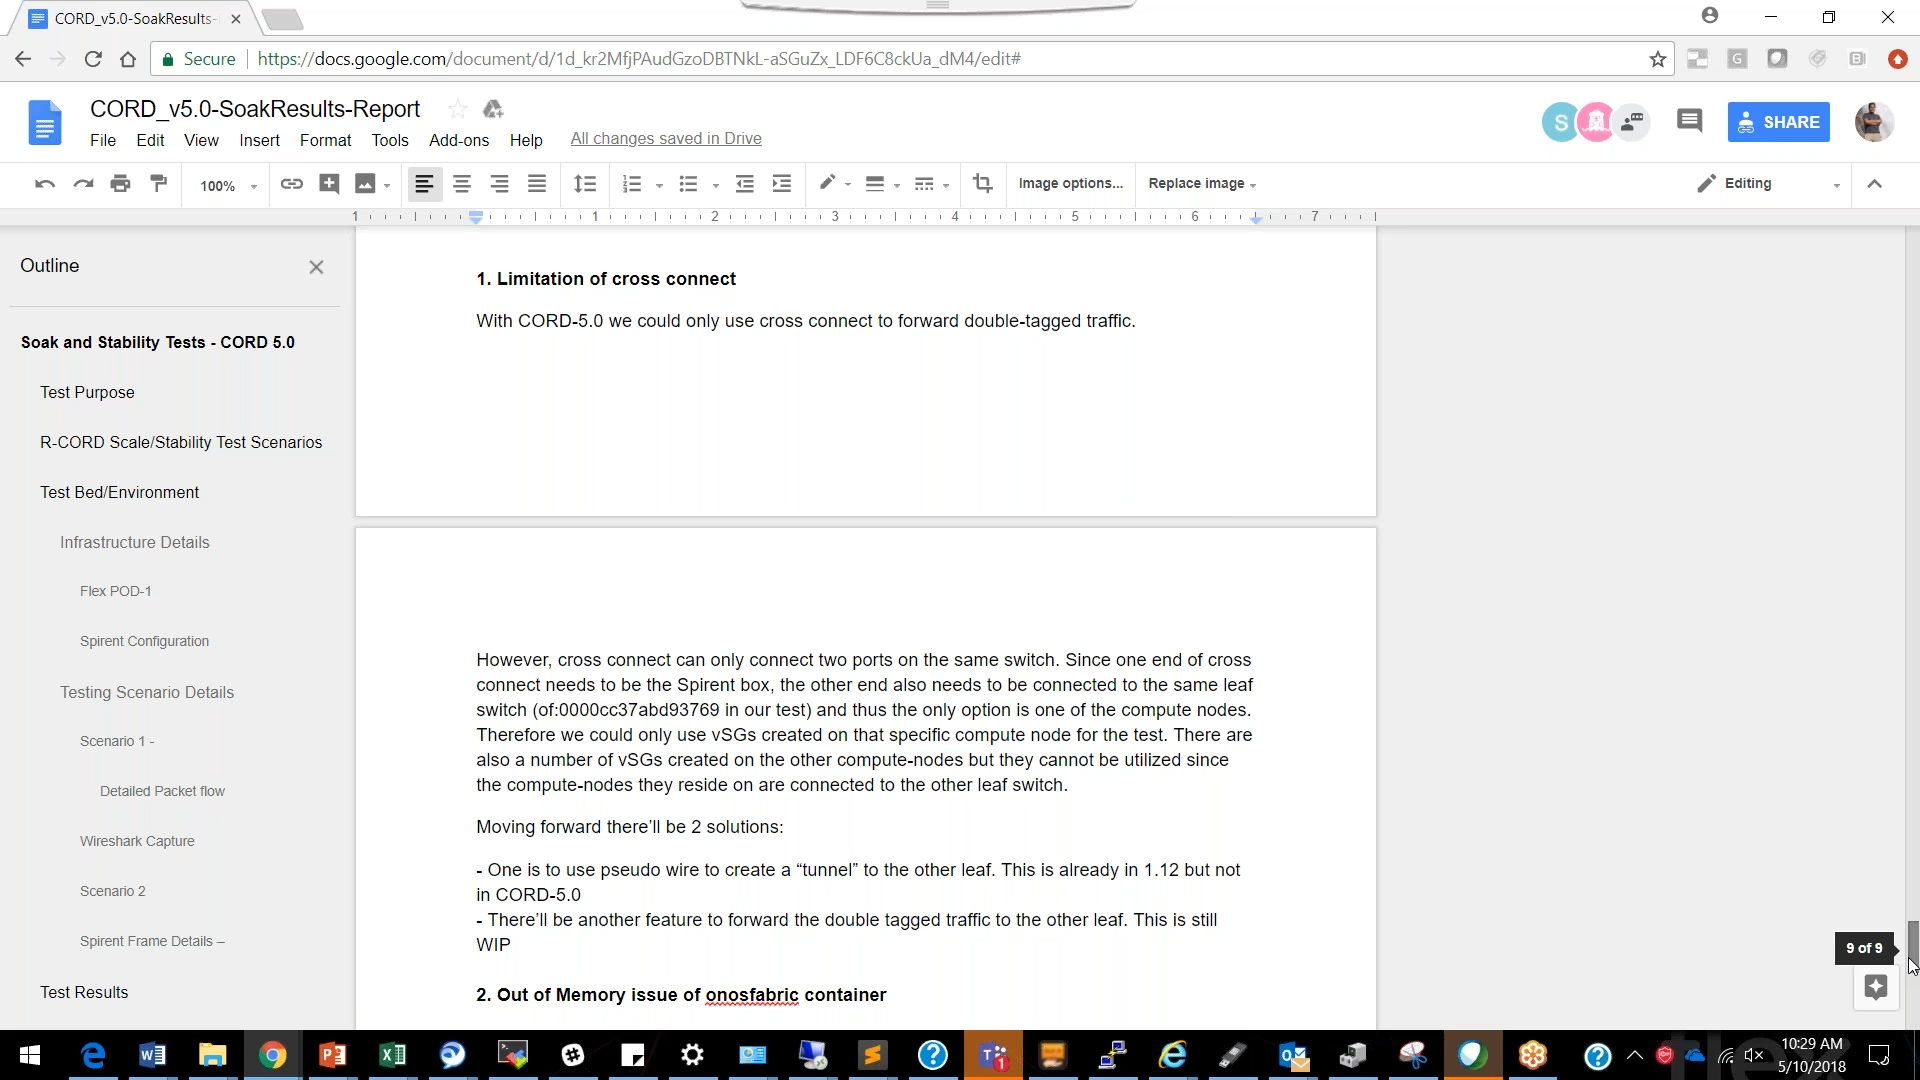 CORD_v5.0-SoakResults-
Secure
https://docs.google.com/document/d/1d_kr2MfjPAudGzoDBTNkL-aSGuZx_LDF6C8ckUa_dM4/edit#
CORD_v5.0-SoakResults-Report
File Edit View Insert Format Tools Add-ons Help All changes saved in Drive
S
SHARE
100%
Image options...
Replace image
Editing
1 1 2 3 4 5 6 7
Outline
Soak and Stability Tests - CORD 5.0
Test Purpose
R-CORD Scale/Stability Test Scenarios
Test Bed/Environment
Infrastructure Details
Flex POD-1
Spirent Configuration
Testing Scenario Details
Scenario 1 -
Detailed Packet flow
Wireshark Capture
Scenario 2
Spirent Frame Details –
Test Results
1. Limitation of cross connect
With CORD-5.0 we could only use cross connect to forward double-tagged traffic.
However, cross connect can only connect two ports on the same switch. Since one end of cross
connect needs to be the Spirent box, the other end also needs to be connected to the same leaf
switch (of:0000cc37abd93769 in our test) and thus the only option is one of the compute nodes.
Therefore we could only use vSGs created on that specific compute node for the test. There are
also a number of vSGs created on the other compute-nodes but they cannot be utilized since
the compute-nodes they reside on are connected to the other leaf switch.
Moving forward there'll be 2 solutions:
- One is to use pseudo wire to create a “tunnel” to the other leaf. This is already in 1.12 but not
in CORD-5.0
- There'll be another feature to forward the double tagged traffic to the other leaf. This is still
WIP
2. Out of Memory issue of onosfabric container
9 of 9
10:29 AM
5/10/2018